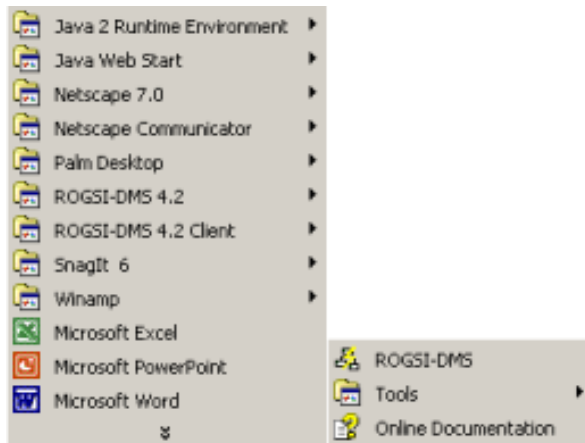 Java 2 Runtime Environment
Java Web Start
Netscape 7.0
Netscape Communicator
Palm Desktop
ROGSI-DMS 4.2
ROGSI-DMS 4.2 Client
SnagIt 6
Winamp
Microsoft Excel
Microsoft PowerPoint
Microsoft Word
ROGSI-DMS
Tools
Online Documentation